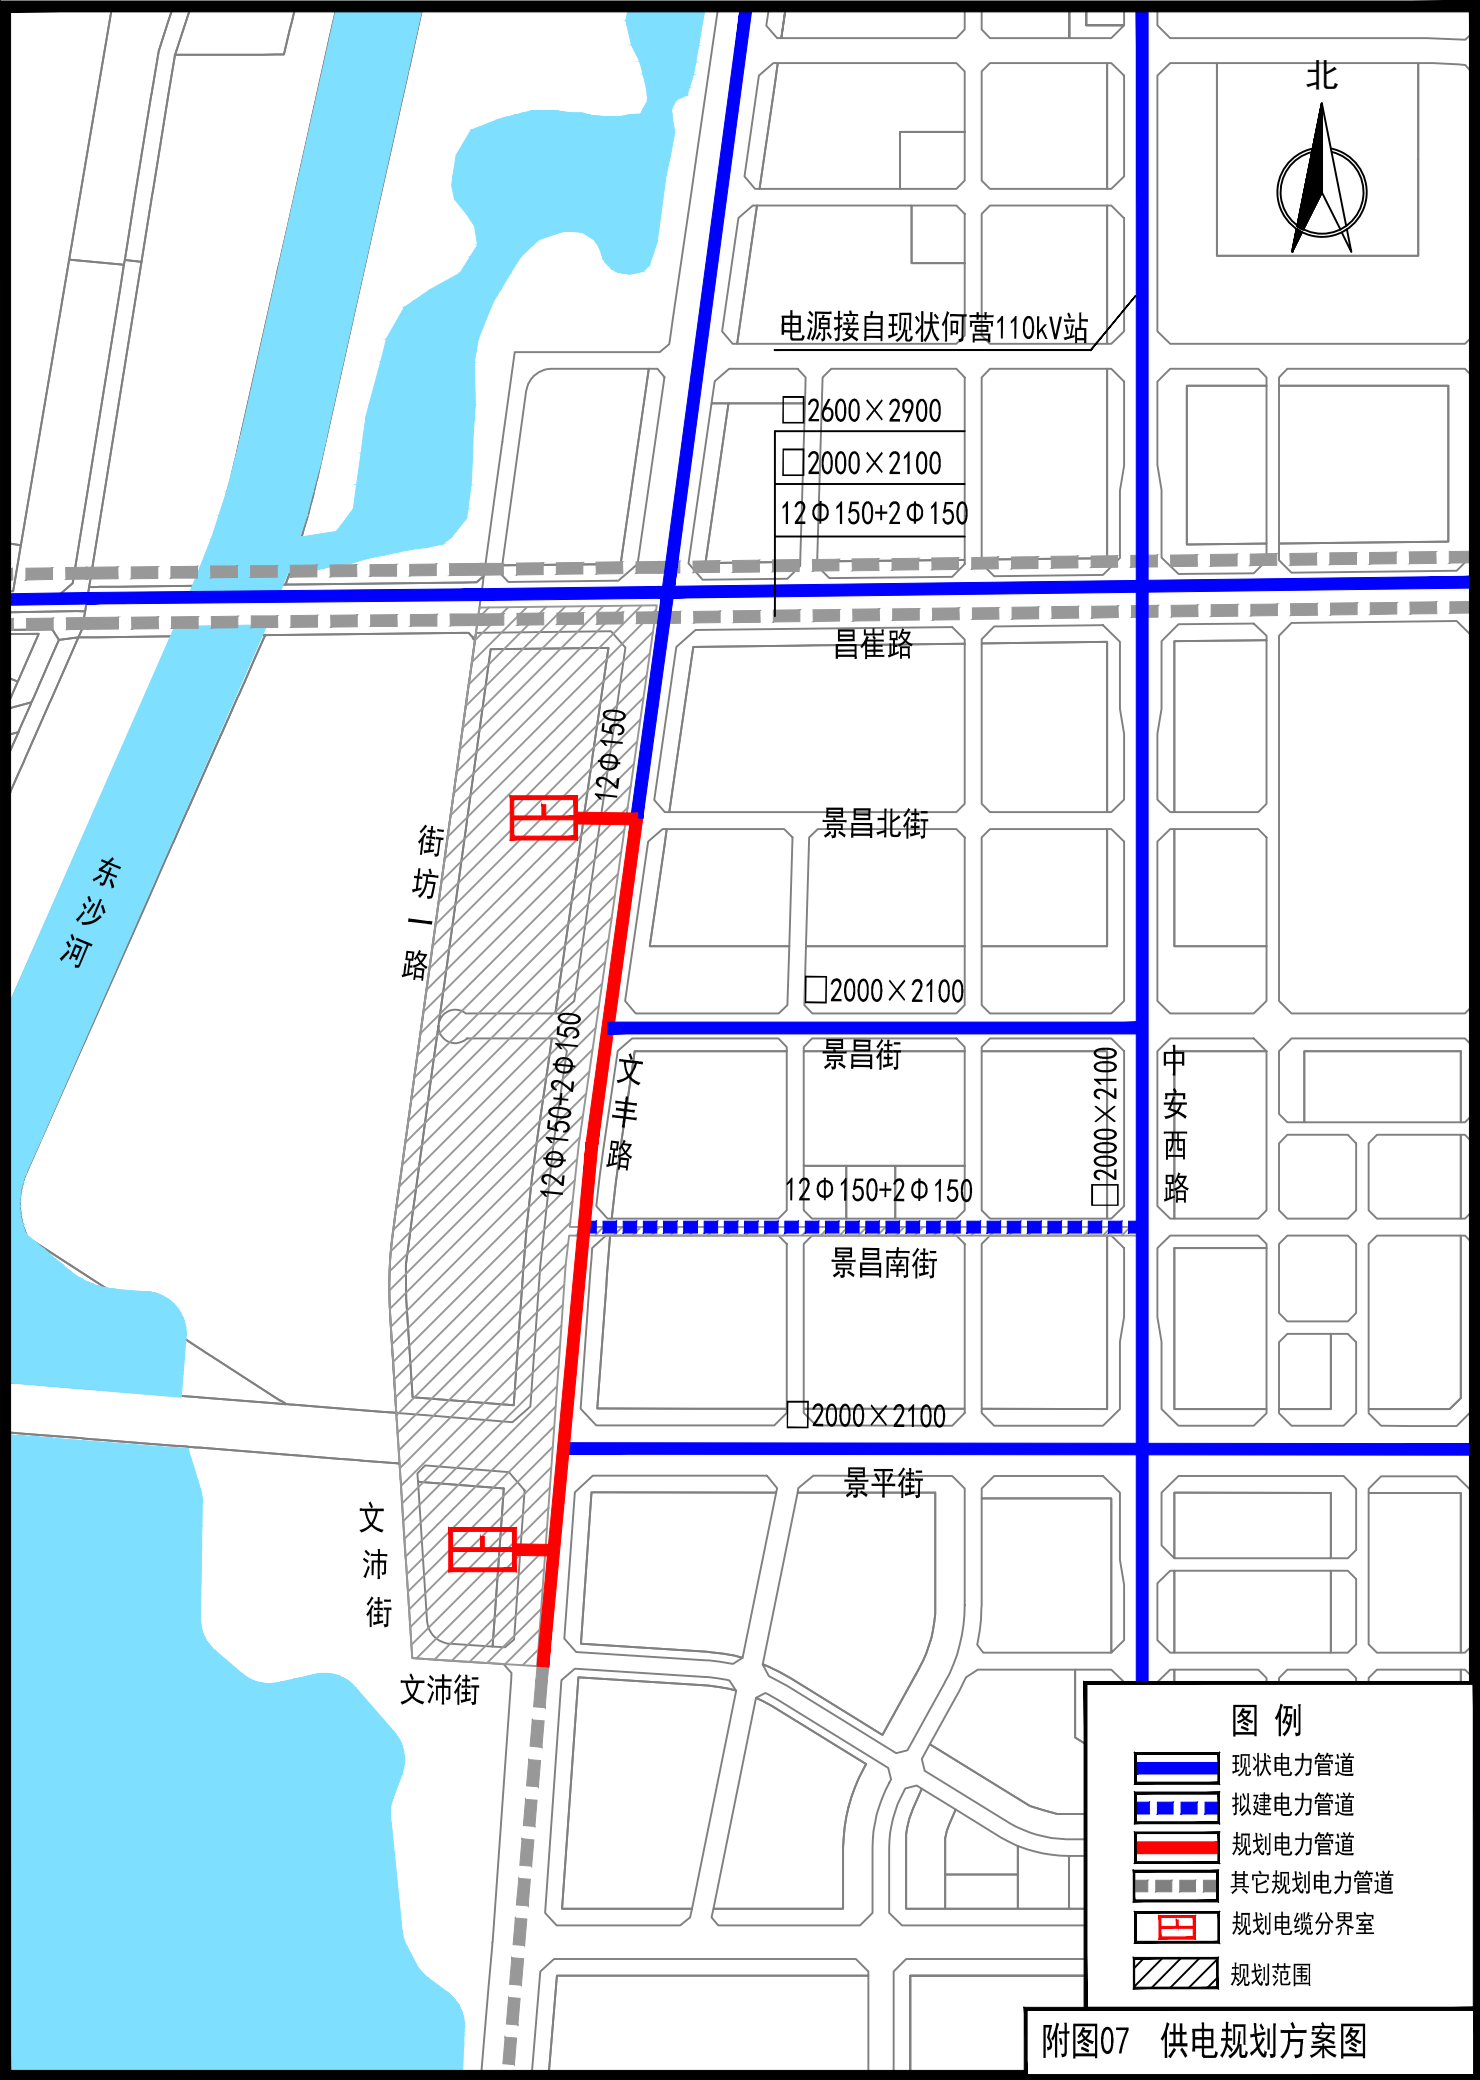 北
电源接自现状何营110kV站
□2600×2900
□2000×2100
12Φ150+2Φ150
昌崔路
12Φ150
景昌北街
街坊一路
东沙河
□2000×2100
景昌街
12Φ150+2Φ150
文丰路
□2000×2100
中安西路
12Φ150+2Φ150
景昌南街
□2000×2100
景平街
文沛街
文沛街
图 例
现状电力管道
拟建电力管道
规划电力管道
其它规划电力管道
规划电缆分界室
规划范围
附图07 供电规划方案图